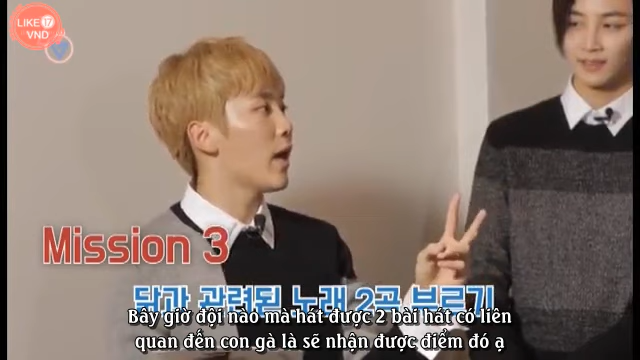 LIKE 17
VND
Mission 3
닭과 관련된 노래 2곡 부르기
Bây giờ đội nào mà hát được 2 bài hát có liên
quan đến con gà là sẽ nhận được điểm đó ạ